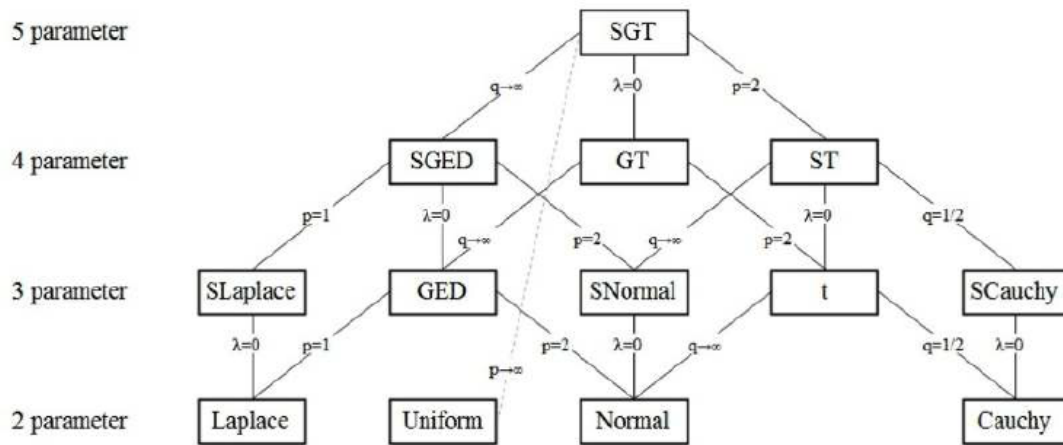 5 parameter SGT
q→∞ λ=0 p=2
4 parameter SGED GT ST
p=1 λ=0 q→∞ p=2 q→∞ p=2 λ=0 q=1/2
3 parameter SLaplace GED SNormal t SCauchy
λ=0 p=1 p→∞ p=2 λ=0 q→∞ q=1/2 λ=0
2 parameter Laplace Uniform Normal Cauchy